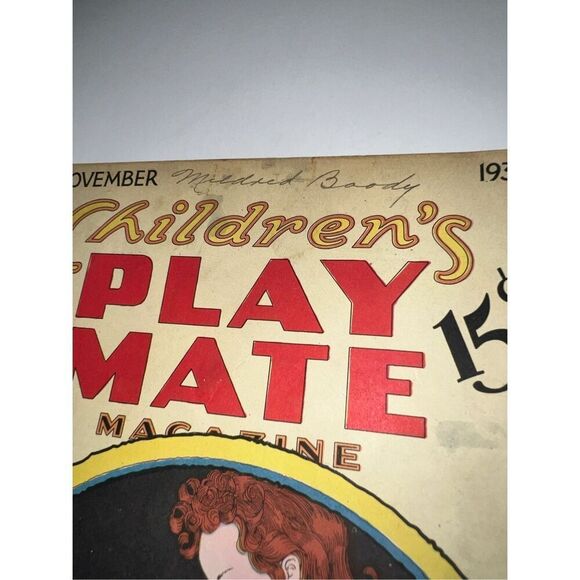 OVEMBER Mildred Boody 193
Children's
PLAY
MATE
15¢
MAGAZINE